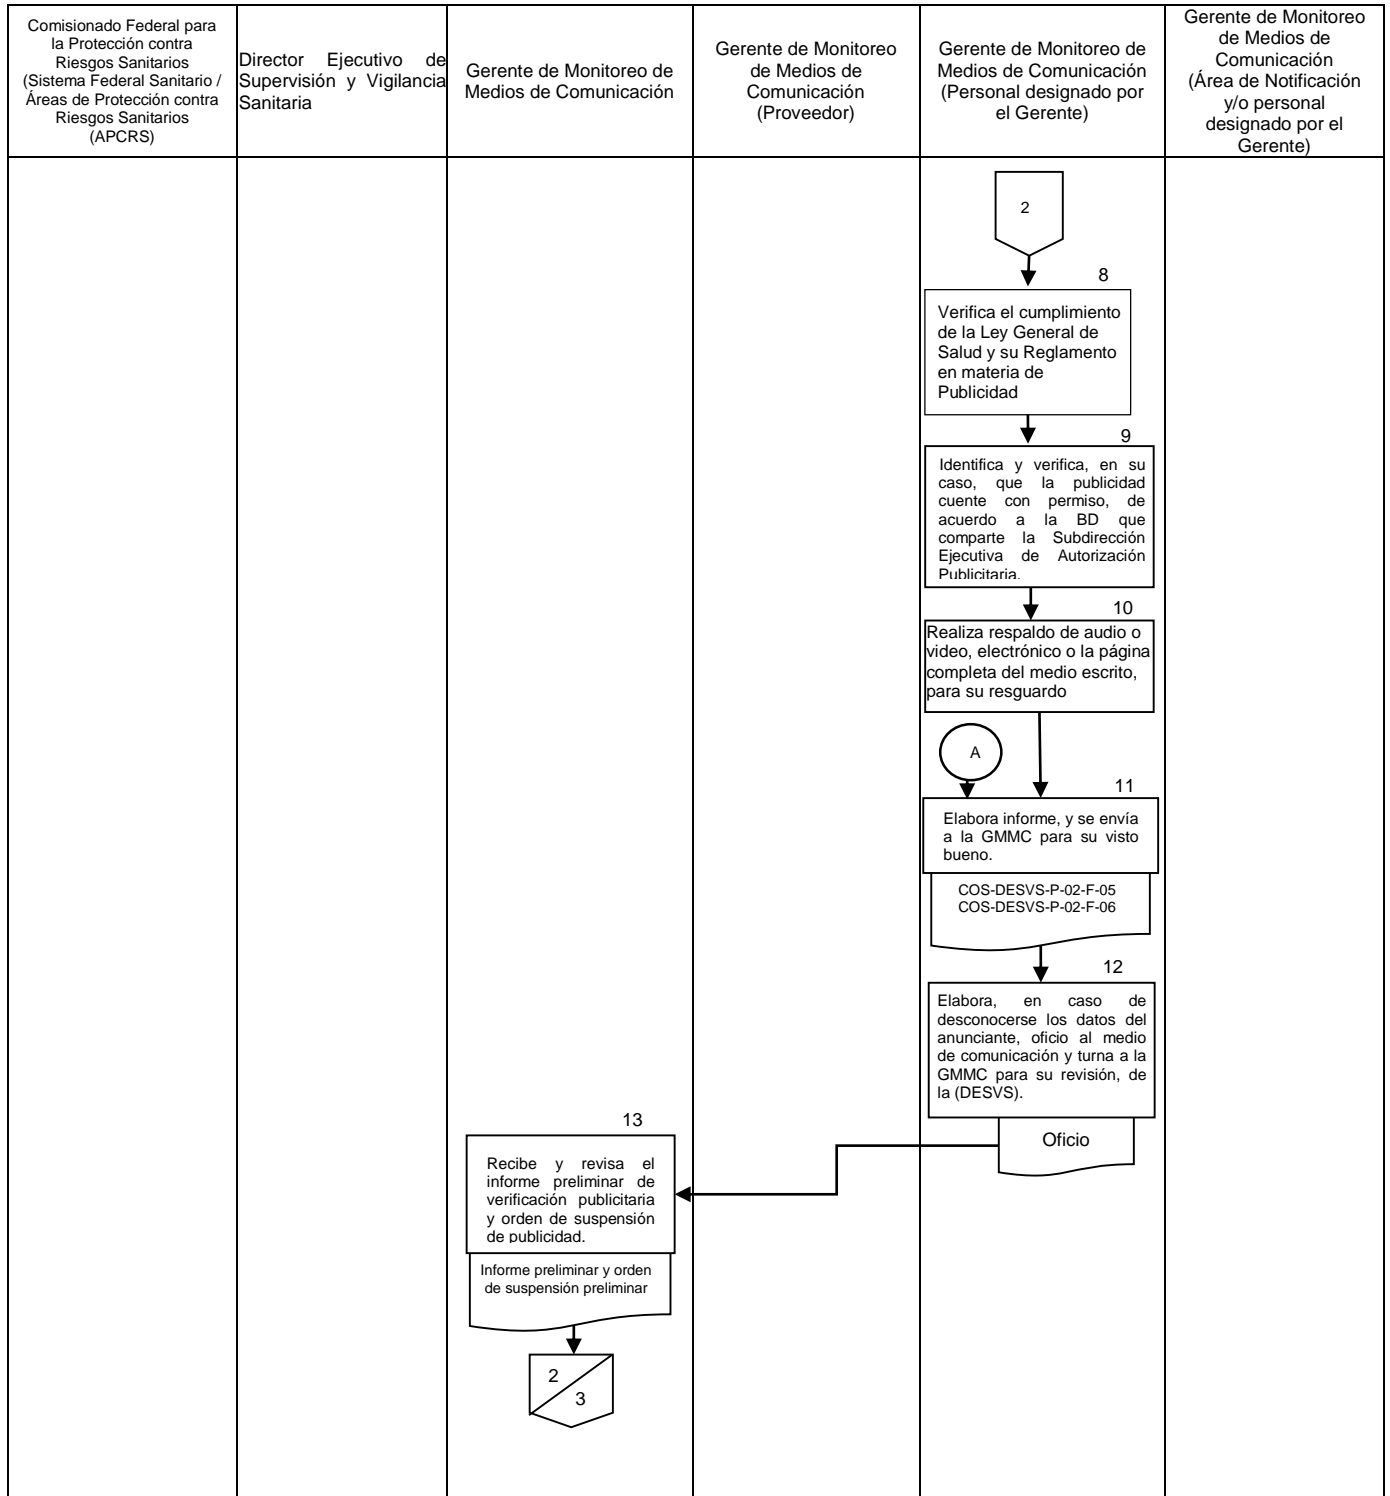 Comisionado Federal para
la Protección contra
Riesgos Sanitarios
(Sistema Federal Sanitario /
Áreas de Protección contra
Riesgos Sanitarios
(APCRS)
Director Ejecutivo de
Supervisión y Vigilancia
Sanitaria
Gerente de Monitoreo de
Medios de Comunicación
Gerente de Monitoreo
de Medios de
Comunicación
(Proveedor)
Gerente de Monitoreo de
Medios de Comunicación
(Personal designado por
el Gerente)
Gerente de Monitoreo
de Medios de
Comunicación
(Área de Notificación
y/o personal
designado por el
Gerente)
2
8
Verifica el cumplimiento
de la Ley General de
Salud y su Reglamento
en materia de
Publicidad
9
Identifica y verifica, en su
caso, que la publicidad
cuente con permiso, de
acuerdo a la BD que
comparte la Subdirección
Ejecutiva de Autorización
Publicitaria.
10
Realiza respaldo de audio o
video, electrónico o la página
completa del medio escrito,
para su resguardo
A
11
Elabora informe, y se envía
a la GMMC para su visto
bueno.
COS-DESVS-P-02-F-05
COS-DESVS-P-02-F-06
12
Elabora, en caso de
desconocerse los datos del
anunciante, oficio al medio
de comunicación y turna a la
GMMC para su revisión, de
la (DESVS).
Oficio
13
Recibe y revisa el
informe preliminar de
verificación publicitaria
y orden de suspensión
de publicidad.
Informe preliminar y orden
de suspensión preliminar
2
3